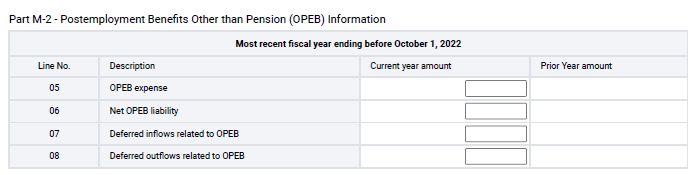 Part M-2 - Postemployment Benefits Other than Pension (OPEB) Information
Most recent fiscal year ending before October 1, 2022
Line No. Description Current year amount Prior Year amount
05 OPEB expense
06 Net OPEB liability
07 Deferred inflows related to OPEB
08 Deferred outflows related to OPEB